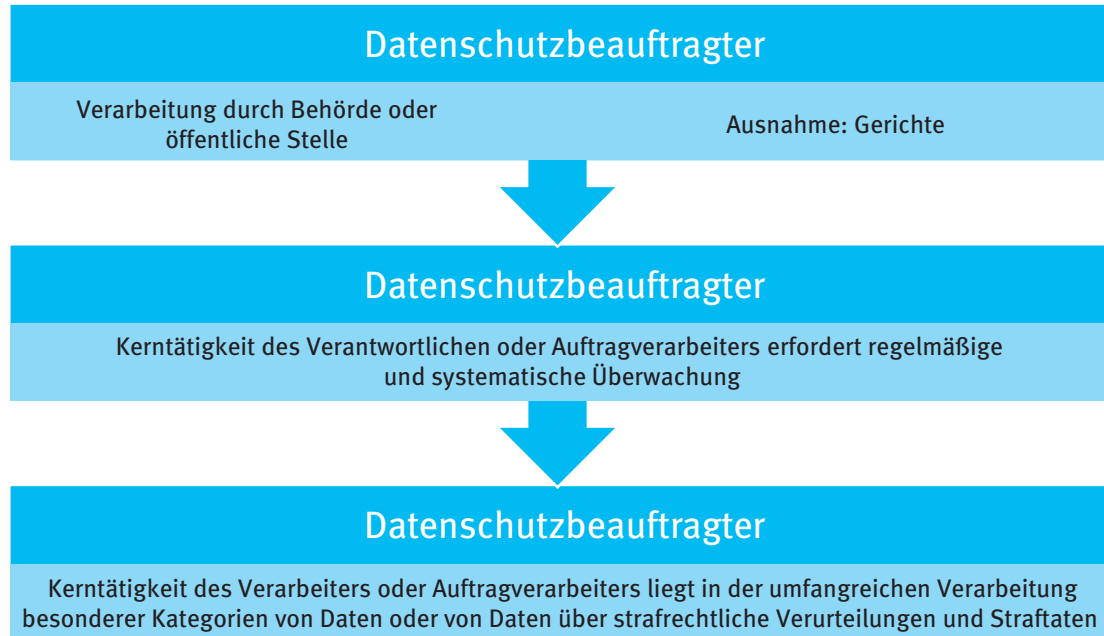 Datenschutzbeauftragter
Verarbeitung durch Behörde oder
öffentliche Stelle
Ausnahme: Gerichte
Datenschutzbeauftragter
Kerntätigkeit des Verantwortlichen oder Auftragverarbeiters erfordert regelmäßige
und systematische Überwachung
Datenschutzbeauftragter
Kerntätigkeit des Verarbeiters oder Auftragverarbeiters liegt in der umfangreichen Verarbeitung
besonderer Kategorien von Daten oder von Daten über strafrechtliche Verurteilungen und Straftaten